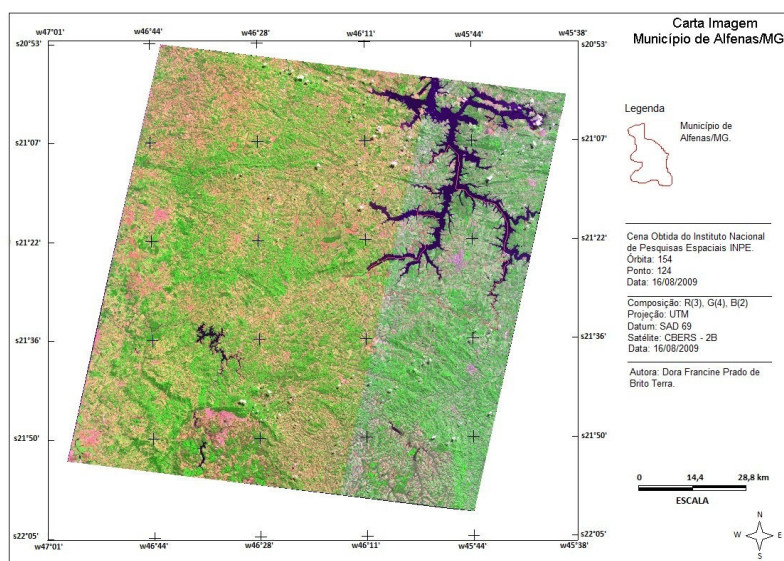 Carta Imagem
Município de Alfenas/MG
w47°01'
w46°44'
w46°28'
w46°11'
w45°44'
w45°38'
s20°53'
s20°53'
s21°07'
s21°07'
s21°22'
s21°22'
s21°36'
s21°36'
s21°50'
s21°50'
s22°05'
s22°05'
w47°01'
w46°44'
w46°28'
w46°11'
w45°44'
w45°38'
Legenda
Município de
Alfenas/MG.
Cena Obtida do Instituto Nacional
de Pesquisas Espaciais INPE.
Órbita: 154
Ponto: 124
Data: 16/08/2009
Composição: R(3), G(4), B(2)
Projeção: UTM
Datum: SAD 69
Satélite: CBERS - 2B
Data: 16/08/2009
Autora: Dora Francine Prado de
Brito Terra.
0 14,4 28,8 km
ESCALA
N
W E
S